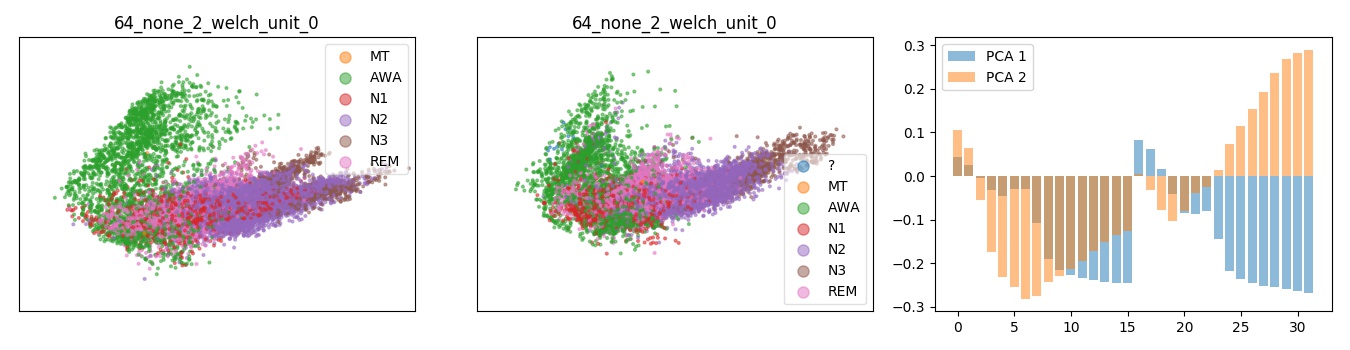 64_none_2_welch_unit_0
MT
AWA
N1
N2
N3
REM
64_none_2_welch_unit_0
?
MT
AWA
N1
N2
N3
REM
PCA 1
PCA 2
0.3
0.2
0.1
0.0
−0.1
−0.2
−0.3
0 5 10 15 20 25 30